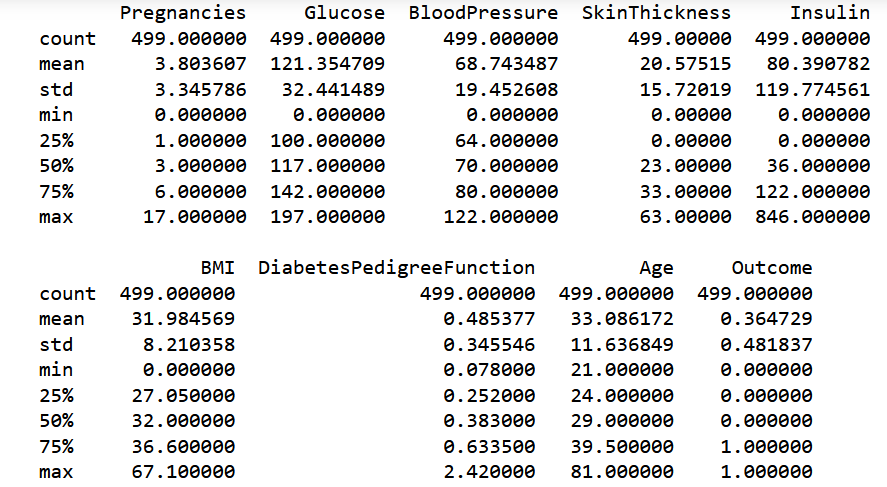 Pregnancies Glucose BloodPressure SkinThickness Insulin
count 499.000000 499.000000 499.000000 499.00000 499.000000
mean 3.803607 121.354709 68.743487 20.57515 80.390782
std 3.345786 32.441489 19.452608 15.72019 119.774561
min 0.000000 0.000000 0.000000 0.00000 0.000000
25% 1.000000 100.000000 64.000000 0.00000 0.000000
50% 3.000000 117.000000 70.000000 23.00000 36.000000
75% 6.000000 142.000000 80.000000 33.00000 122.000000
max 17.000000 197.000000 122.000000 63.00000 846.000000
BMI DiabetesPedigreeFunction Age Outcome
count 499.000000 499.000000 499.000000 499.000000
mean 31.984569 0.485377 33.086172 0.364729
std 8.210358 0.345546 11.636849 0.481837
min 0.000000 0.078000 21.000000 0.000000
25% 27.050000 0.252000 24.000000 0.000000
50% 32.000000 0.383000 29.000000 0.000000
75% 36.600000 0.633500 39.500000 1.000000
max 67.100000 2.420000 81.000000 1.000000